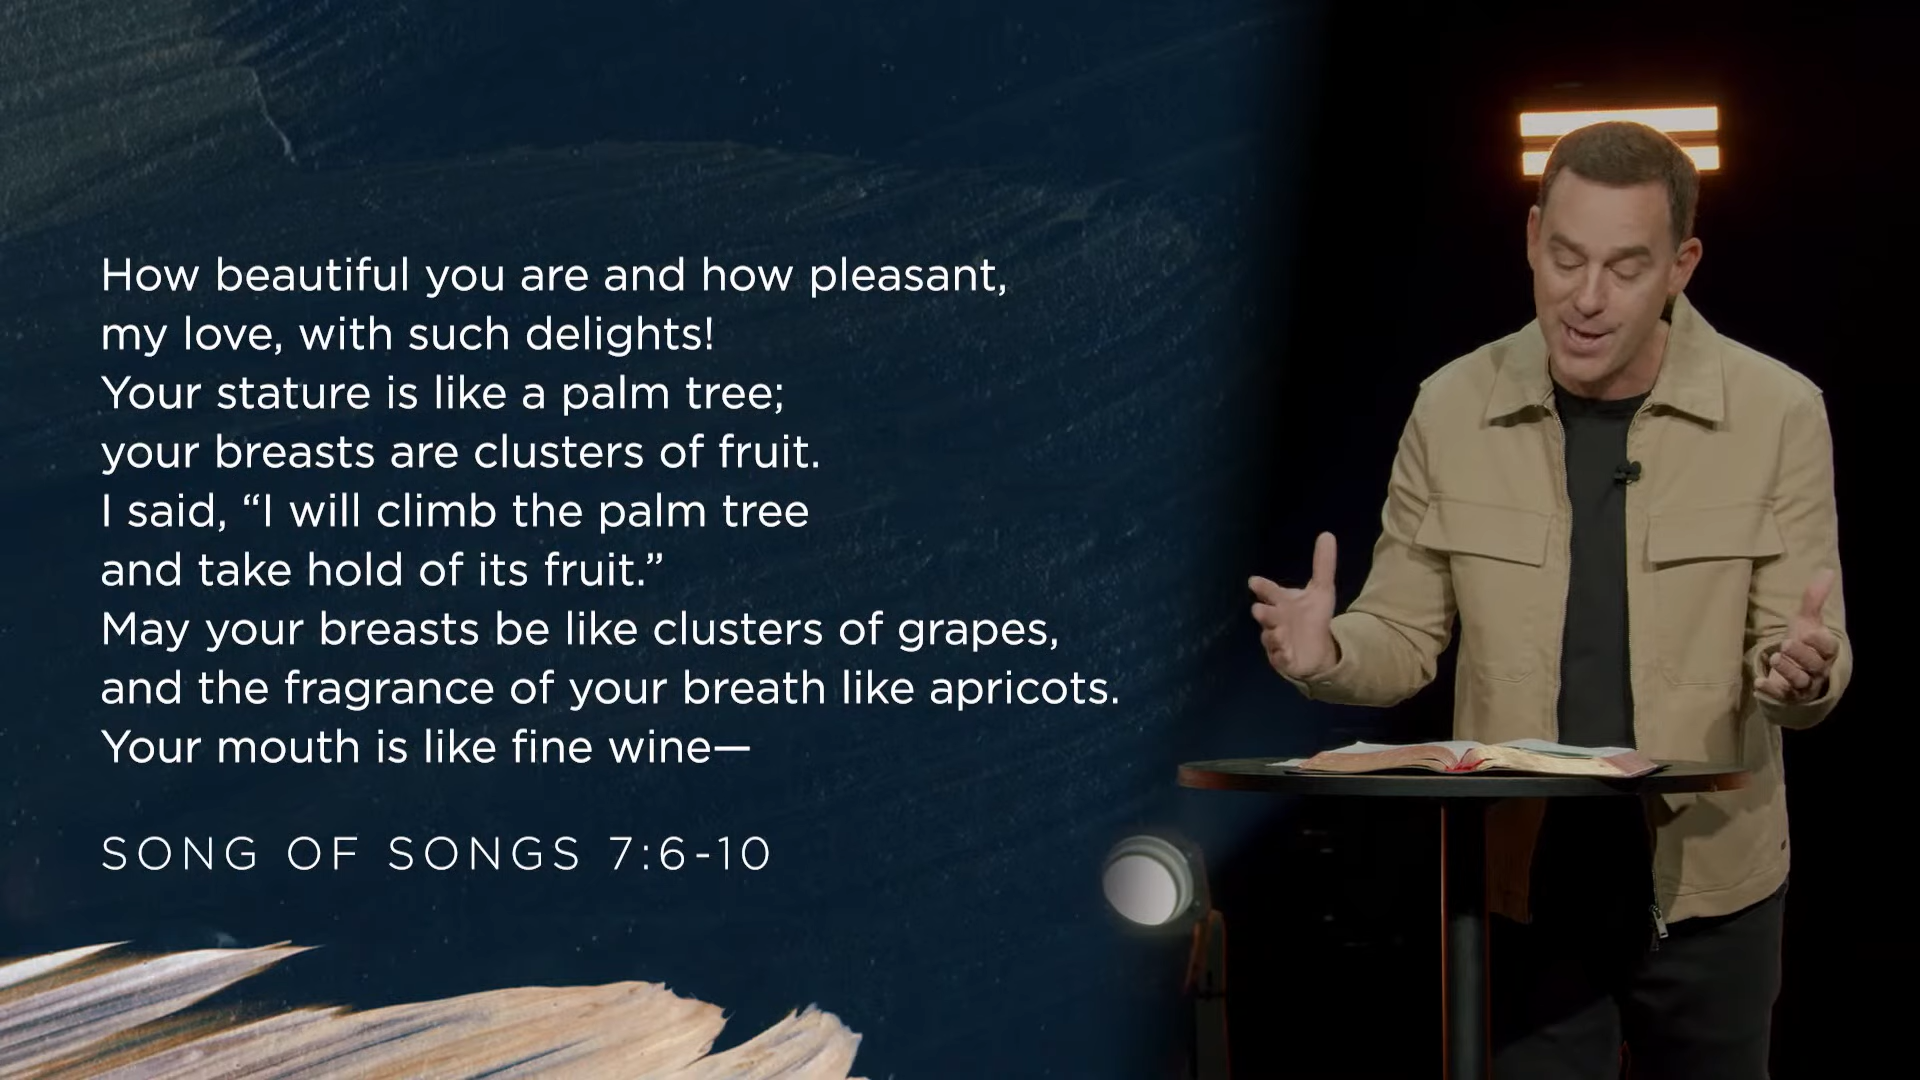 How beautiful you are and how pleasant,
my love, with such delights!
Your stature is like a palm tree;
your breasts are clusters of fruit.
I said, “I will climb the palm tree
and take hold of its fruit.”
May your breasts be like clusters of grapes,
and the fragrance of your breath like apricots.
Your mouth is like fine wine—
SONG OF SONGS 7:6-10